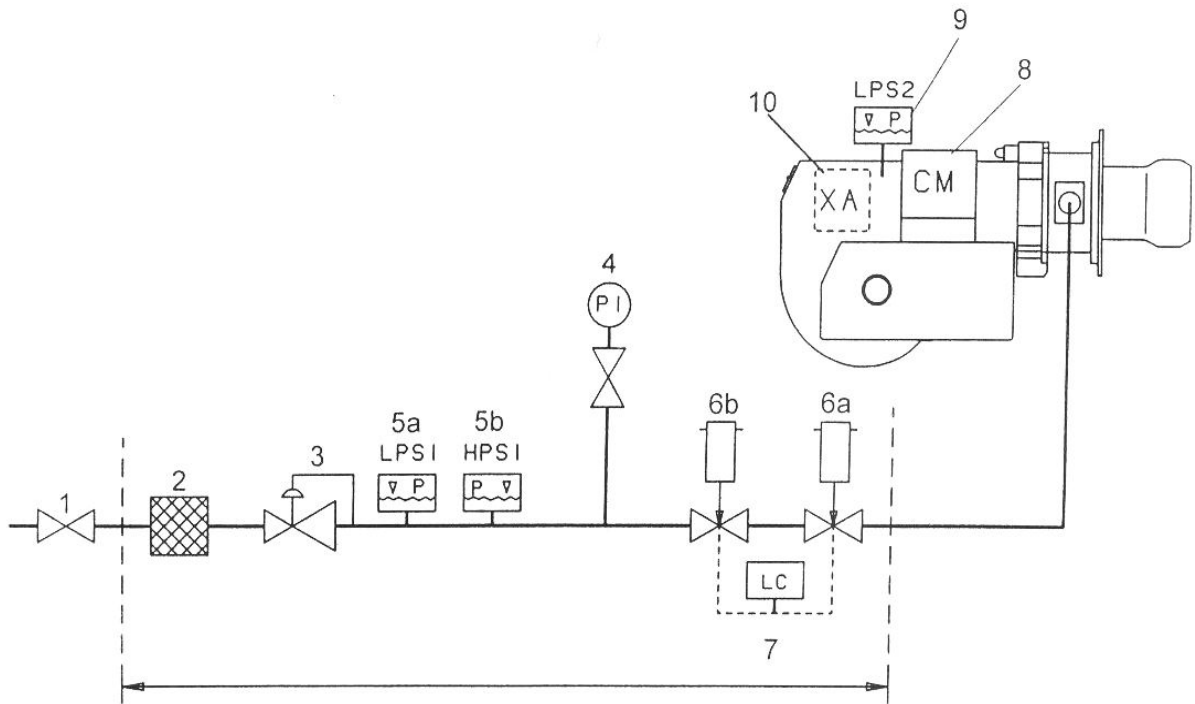 9
8
LPS2
10
∇ P
CM
XA
4
PI
6b
6a
5a
5b
LPS1
HPS1
3
∇ P
P ∇
2
1
LC
7